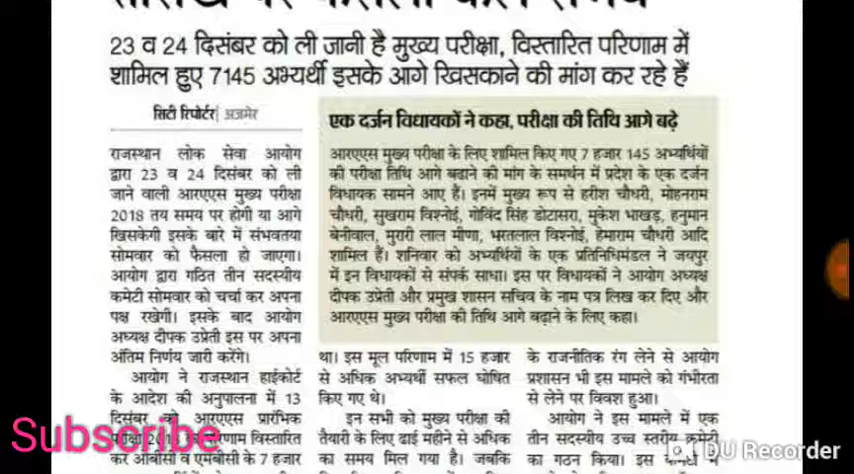 23 व 24 दिसंबर को ली जानी है मुख्य परीक्षा, विस्तारित परिणाम में
शामिल हुए 7145 अभ्यर्थी इसके आगे खिसकाने की मांग कर रहे हैं
सिटी रिपोर्टर| अजमेर
राजस्थान लोक सेवा आयोग
द्वारा 23 व 24 दिसंबर को ली
जाने वाली आरएएस मुख्य परीक्षा
2018 तय समय पर होगी या आगे
खिसकेगी इसके बारे में संभवतया
सोमवार को फैसला हो जाएगा।
आयोग द्वारा गठित तीन सदस्यीय
कमेटी सोमवार को चर्चा कर अपना
पक्ष रखेगी। इसके बाद आयोग
अध्यक्ष दीपक उप्रेती इस पर अपना
अंतिम निर्णय जारी करेंगे।
आयोग ने राजस्थान हाईकोर्ट
के आदेश की अनुपालना में 13
दिसंबर को आरएएस प्रारंभिक
विस्तारित
कर ओबीसी व एमबीसी के 7 हजार
एक दर्जन विधायकों ने कहा, परीक्षा की तिथि आगे बढ़े
आरएएस मुख्य परीक्षा के लिए शामिल किए गए 7 हजार 145 अभ्यर्थियों
की परीक्षा तिथि आगे बढाने की मांग के समर्थन में प्रदेश के एक दर्जन
विधायक सामने आए हैं। इनमें मुख्य रूप से हरीश चौधरी, मोहनराम
चौधरी, सुखराम विश्नोई, गोविंद सिंह डोटासरा, मुकेश भाखड़, हनुमान
बेनीवाल, मुरारी लाल मीणा, भरतलाल विश्नोई, हेमाराम चौधरी आदि
शामिल हैं। शनिवार को अभ्यर्थियों के एक प्रतिनिधिमंडल ने जयपुर
में इन विधायकों से संपर्क साधा। इस पर विधायकों ने आयोग अध्यक्ष
दीपक उप्रेती और प्रमुख शासन सचिव के नाम पत्र लिख कर दिए और
आरएएस मुख्य परीक्षा की तिथि आगे बढ़ाने के लिए कहा।
था। इस मूल परिणाम में 15 हजार
से अधिक अभ्यर्थी सफल घोषित
किए गए थे।
इन सभी को मुख्य परीक्षा की
तैयारी के लिए ढाई महीने से अधिक
का समय मिल गया है। जबकि
के राजनीतिक रंग लेने से आयोग
प्रशासन भी इस मामले को गंभीरता
से लेने पर विवश हुआ।
आयोग ने इस मामले में एक
तीन सदस्यीय उच्च स्तरीय कमेटी
का गठन किया। इस
Subscribe
DU Recorder